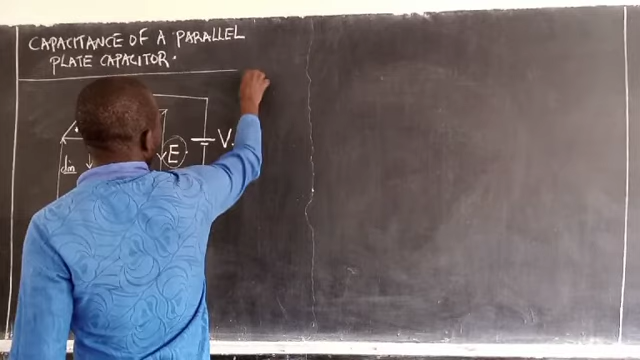 CAPACITANCE OF A PARALLEL
PLATE CAPACITOR.
E
V.